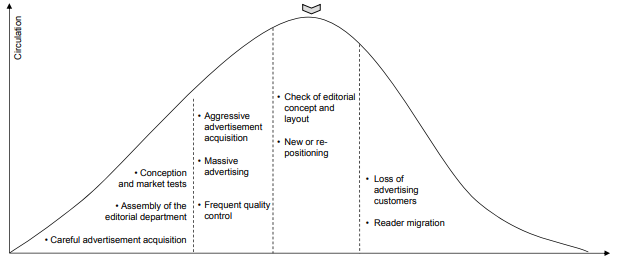 Circulation
• Conception
and market tests
• Assembly of the
editorial department
• Careful advertisement acquisition
• Aggressive
advertisement
acquisition
• Massive
advertising
• Frequent quality
control
• Check of editorial
concept and
layout
• New or re-
positioning
• Loss of
advertising
customers
• Reader migration